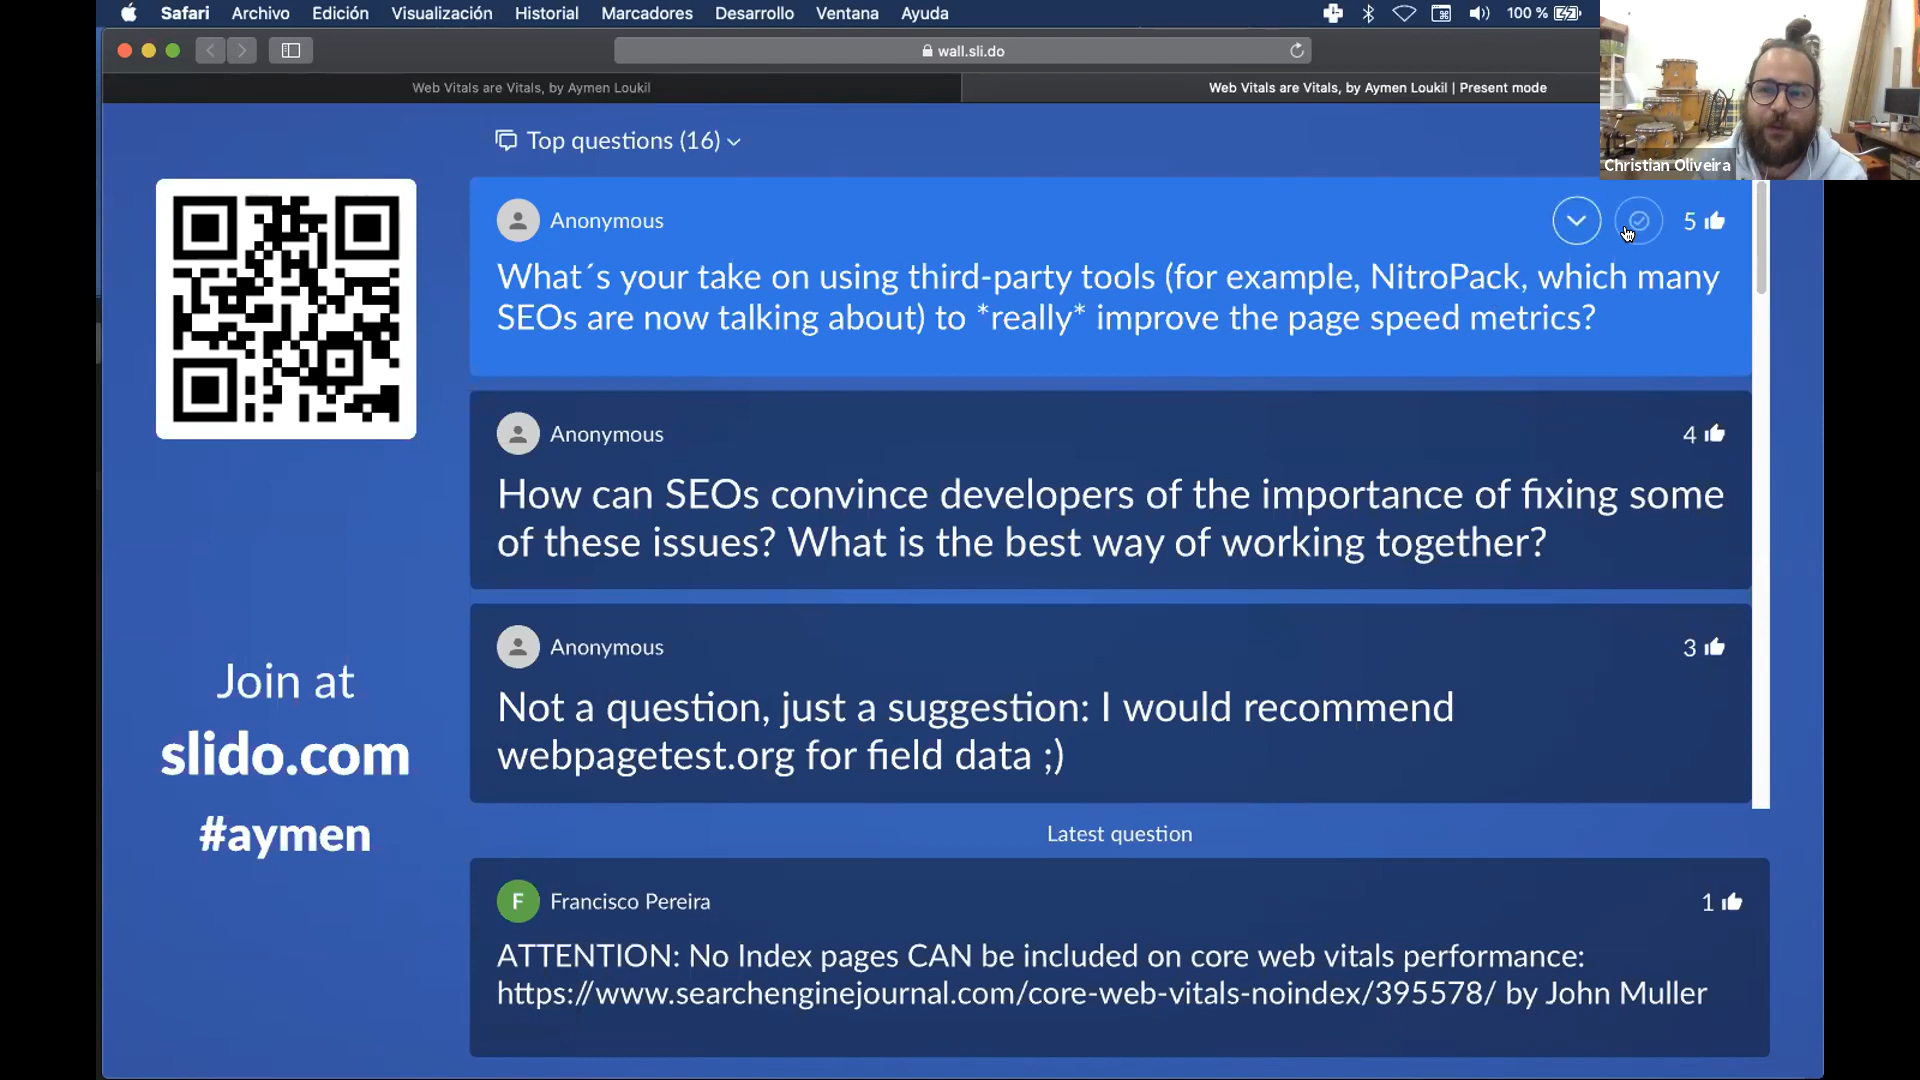 Safari Archivo Edición Visualización Historial Marcadores Desarrollo Ventana Ayuda 100 %
wall.sli.do
Web Vitals are Vitals, by Aymen Loukil
Web Vitals are Vitals, by Aymen Loukil | Present mode
Christian Oliveira
Top questions (16)
Anonymous
5
What´s your take on using third-party tools (for example, NitroPack, which many
SEOs are now talking about) to *really* improve the page speed metrics?
Anonymous
4
How can SEOs convince developers of the importance of fixing some
of these issues? What is the best way of working together?
Anonymous
3
Not a question, just a suggestion: I would recommend
webpagetest.org for field data ;)
Join at
slido.com
#aymen
Latest question
F
Francisco Pereira
1
ATTENTION: No Index pages CAN be included on core web vitals performance:
https://www.searchenginejournal.com/core-web-vitals-noindex/395578/ by John Muller